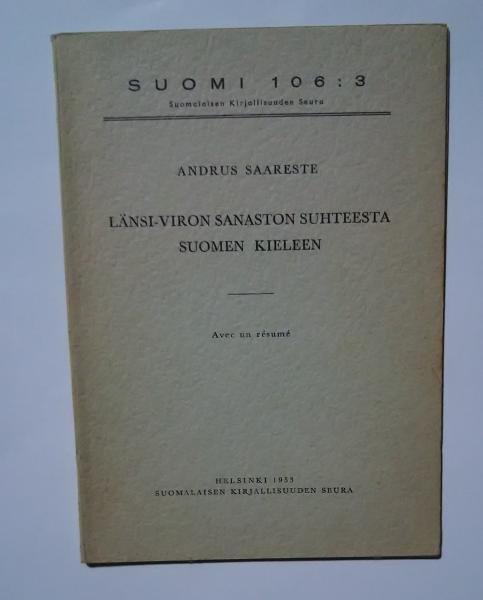 SUOMI 106:3
Suomalaisen Kirjallisuuden Seura
ANDRUS SAARESTE
LÄNSI-VIRON SANASTON SUHTEESTA
SUOMEN KIELEEN
Avec un résumé
HELSINKI 1953
SUOMALAISEN KIRJALLISUUDEN SEURA